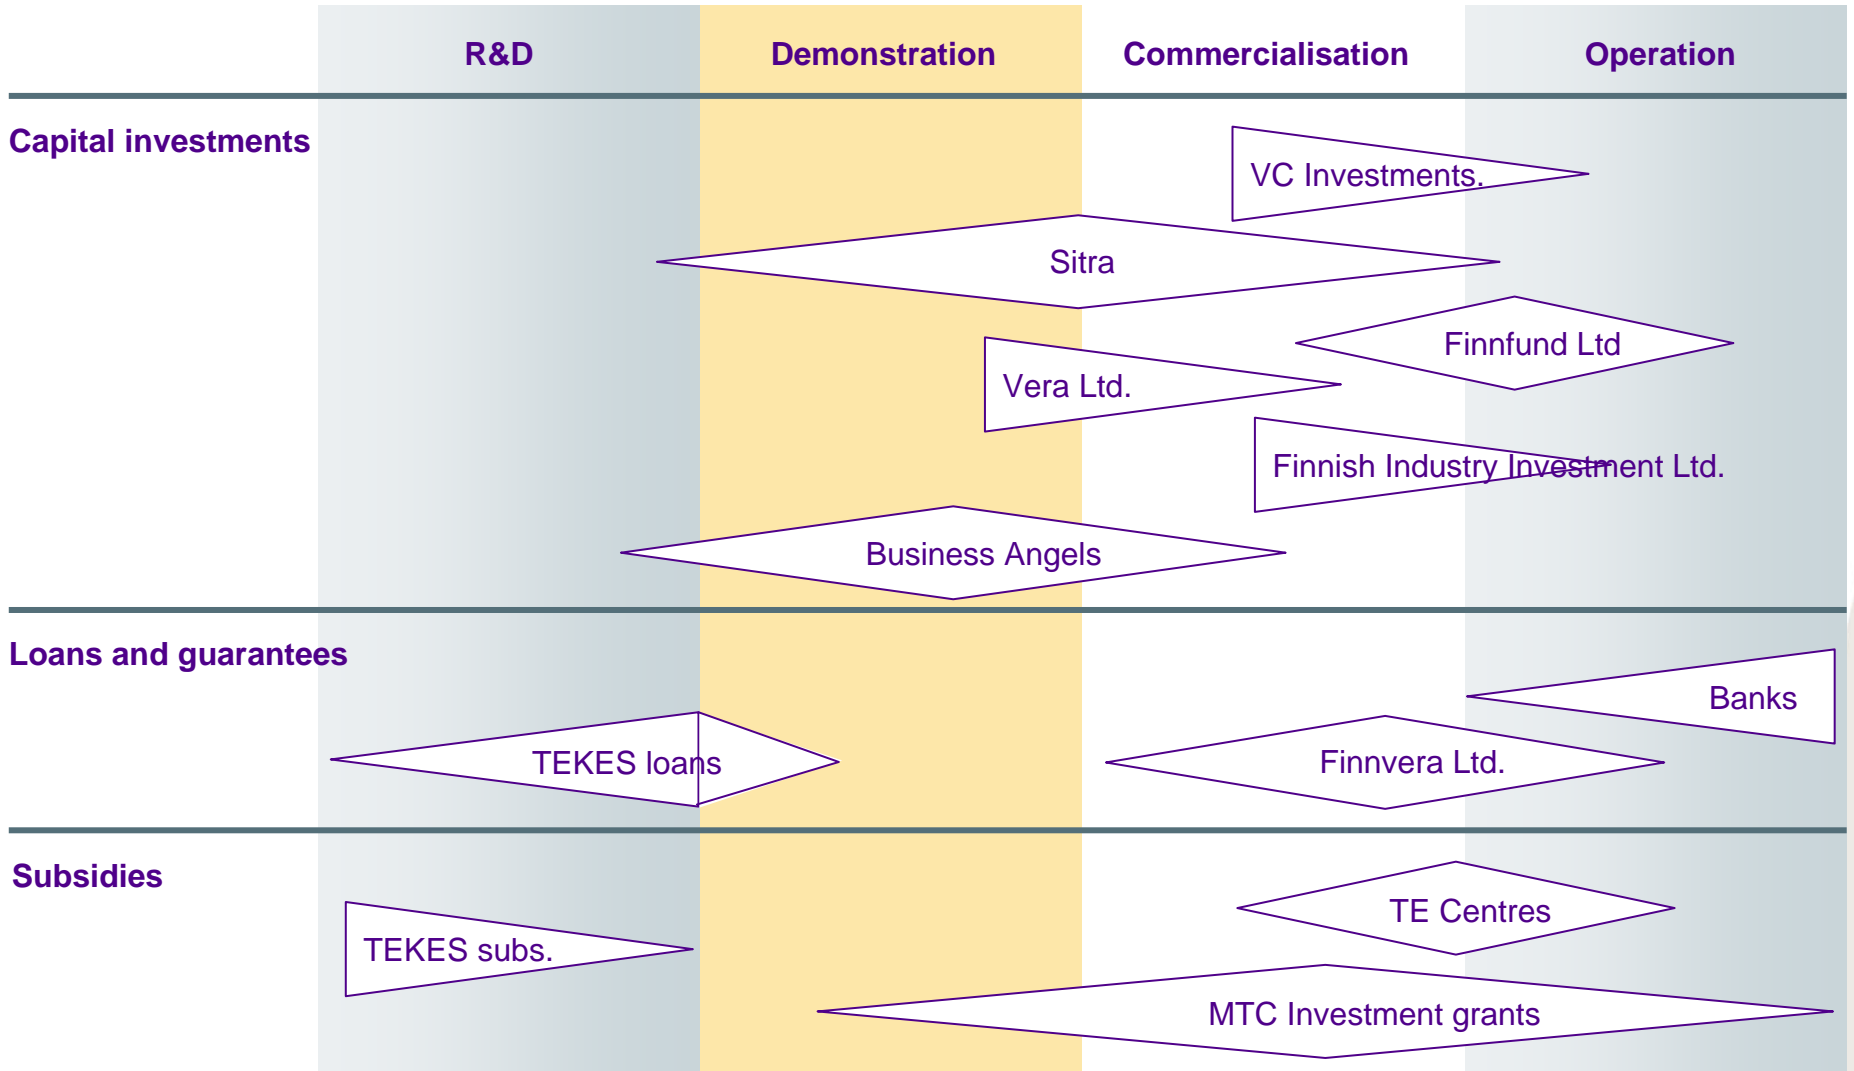 R&D
Demonstration
Commercialisation
Operation
Capital investments
VC Investments.
Sitra
Finnfund Ltd
Vera Ltd.
Finnish Industry Investment Ltd.
Business Angels
Loans and guarantees
Banks
TEKES loans
Finnvera Ltd.
Subsidies
TE Centres
TEKES subs.
MTC Investment grants